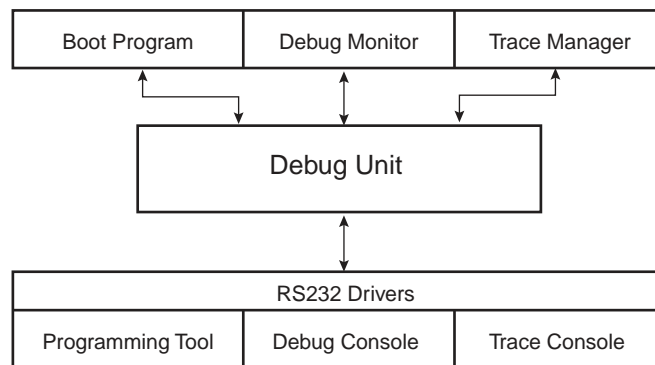 Boot Program
Debug Monitor
Trace Manager
Debug Unit
RS232 Drivers
Programming Tool
Debug Console
Trace Console